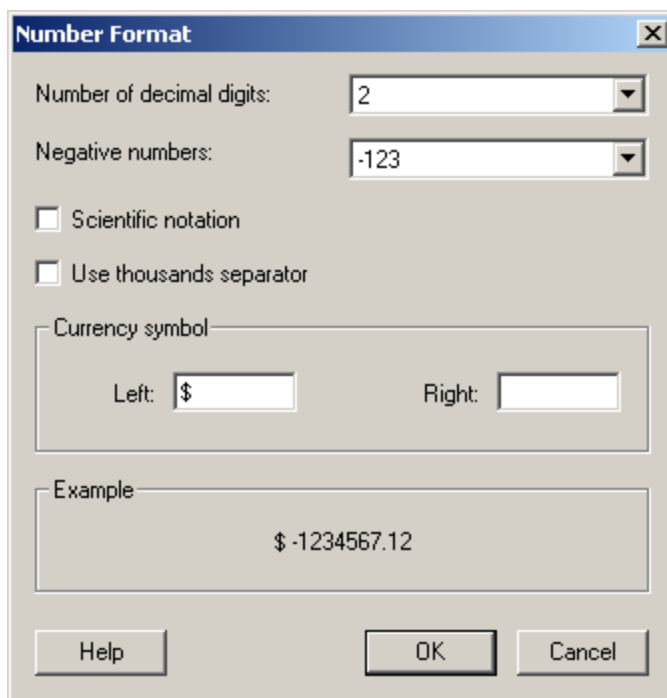 Number Format
Number of decimal digits: 2
Negative numbers: -123
Scientific notation
Use thousands separator
Currency symbol
Left: $ Right:
Example
$ -1234567.12
Help OK Cancel